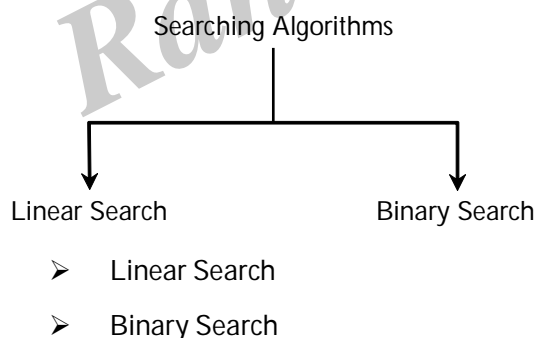 Searching Algorithms
Linear Search
Binary Search
➢ Linear Search
➢ Binary Search